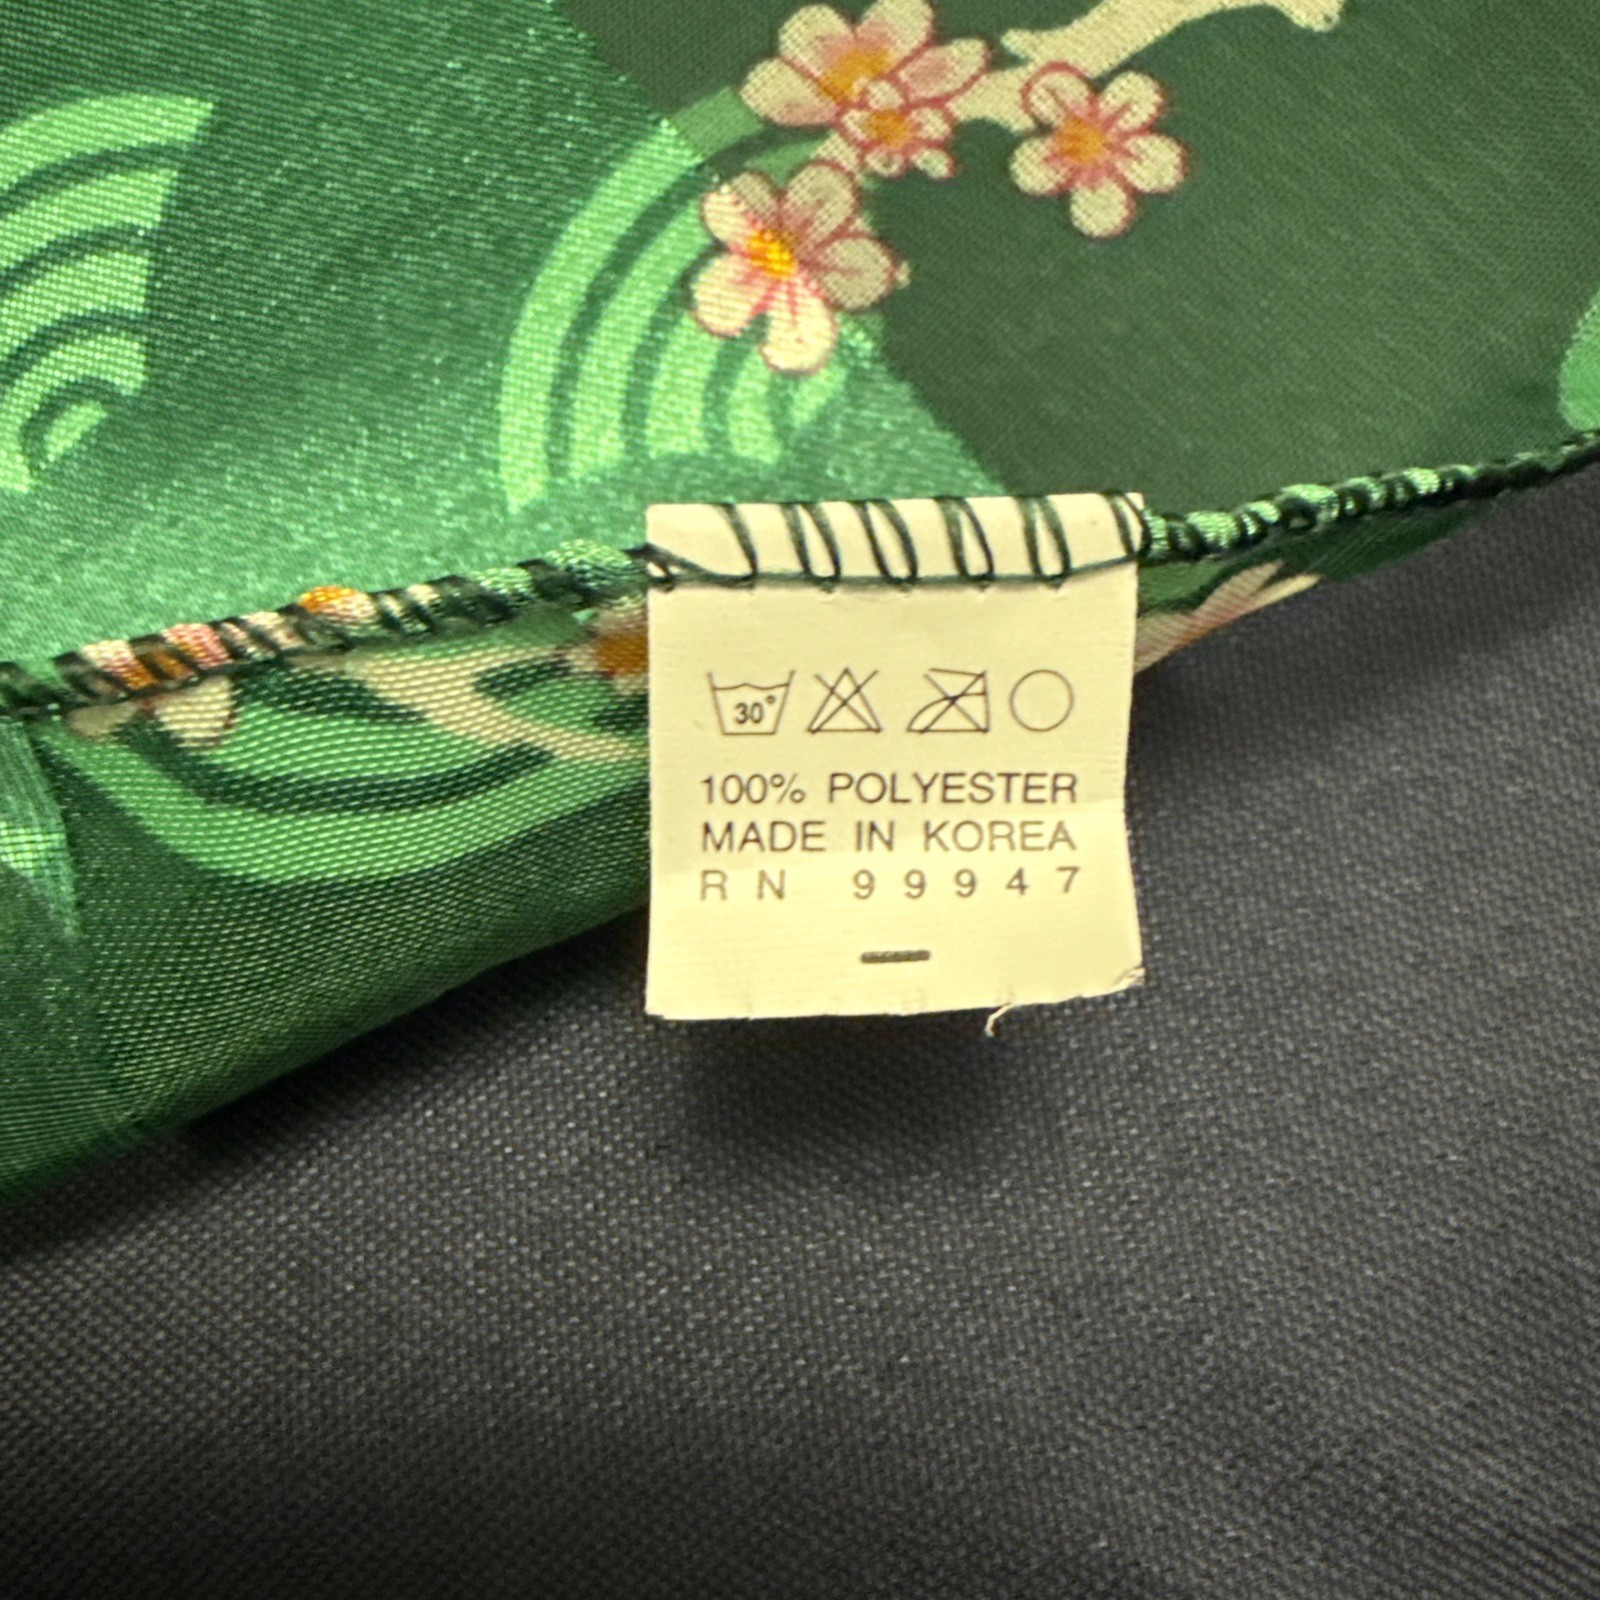 30°
100% POLYESTER
MADE IN KOREA
RN 99947